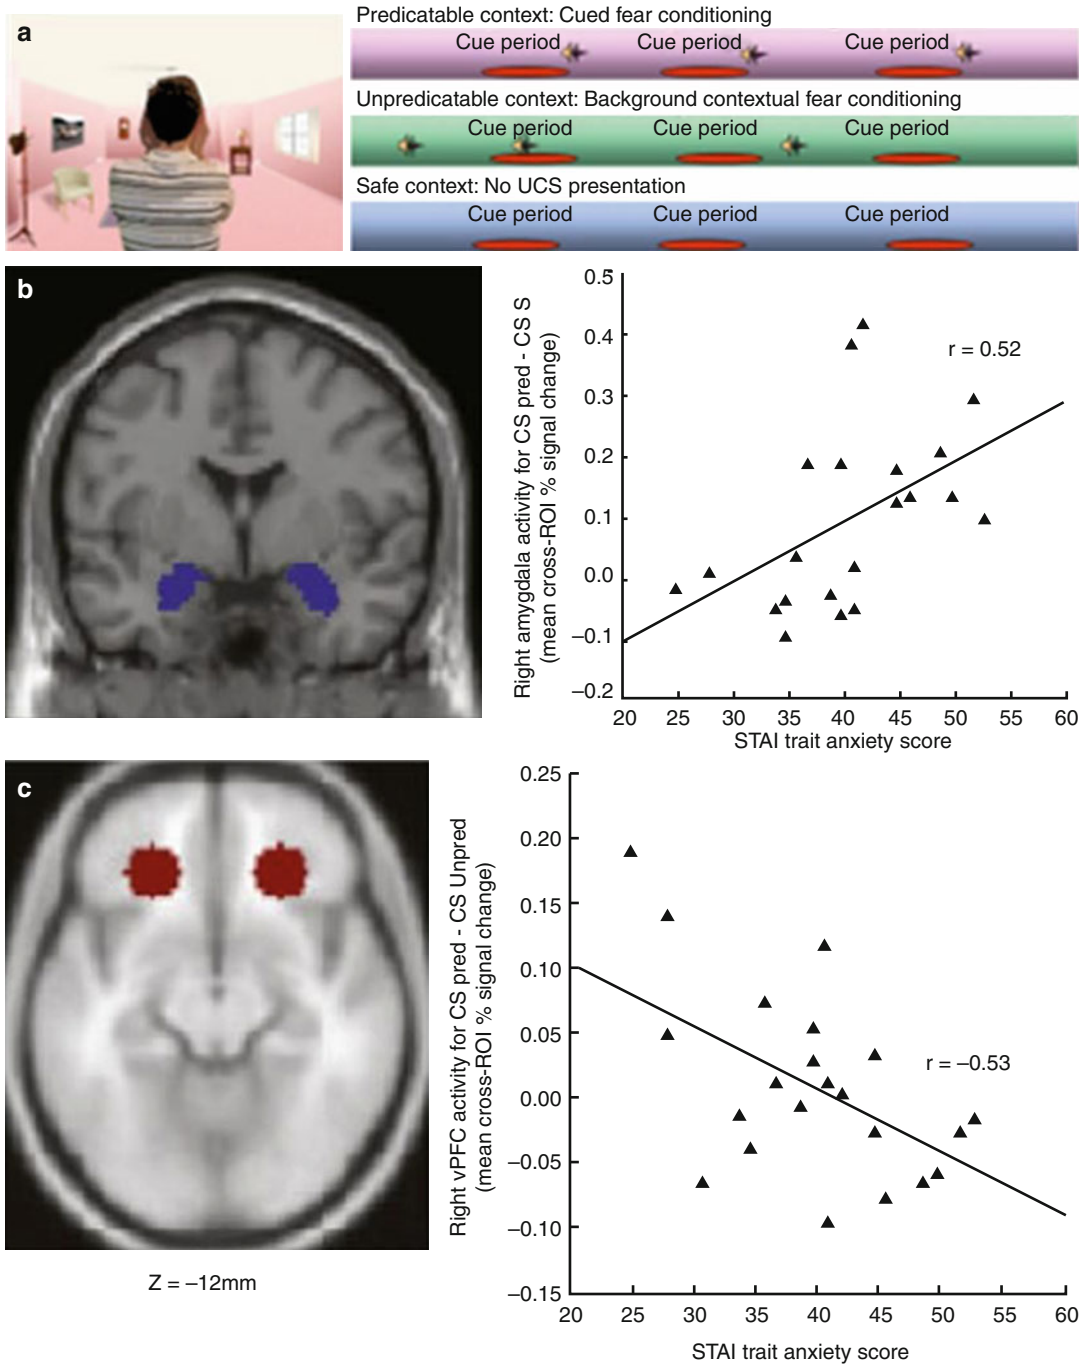 a
Predicatable context: Cued fear conditioning
Cue period Cue period Cue period
Unpredicatable context: Background contextual fear conditioning
Cue period Cue period Cue period
Safe context: No UCS presentation
Cue period Cue period Cue period
b
Right amygdala activity for CS pred - CS S
(mean cross-ROI % signal change)
0.5
0.4
0.3
0.2
0.1
0.0
–0.1
–0.2
r = 0.52
20 25 30 35 40 45 50 55 60
STAI trait anxiety score
c
Z = –12mm
Right vPFC activity for CS pred - CS Unpred
(mean cross-ROI % signal change)
0.25
0.20
0.15
0.10
0.05
0.00
–0.05
–0.10
–0.15
r = –0.53
20 25 30 35 40 45 50 55 60
STAI trait anxiety score